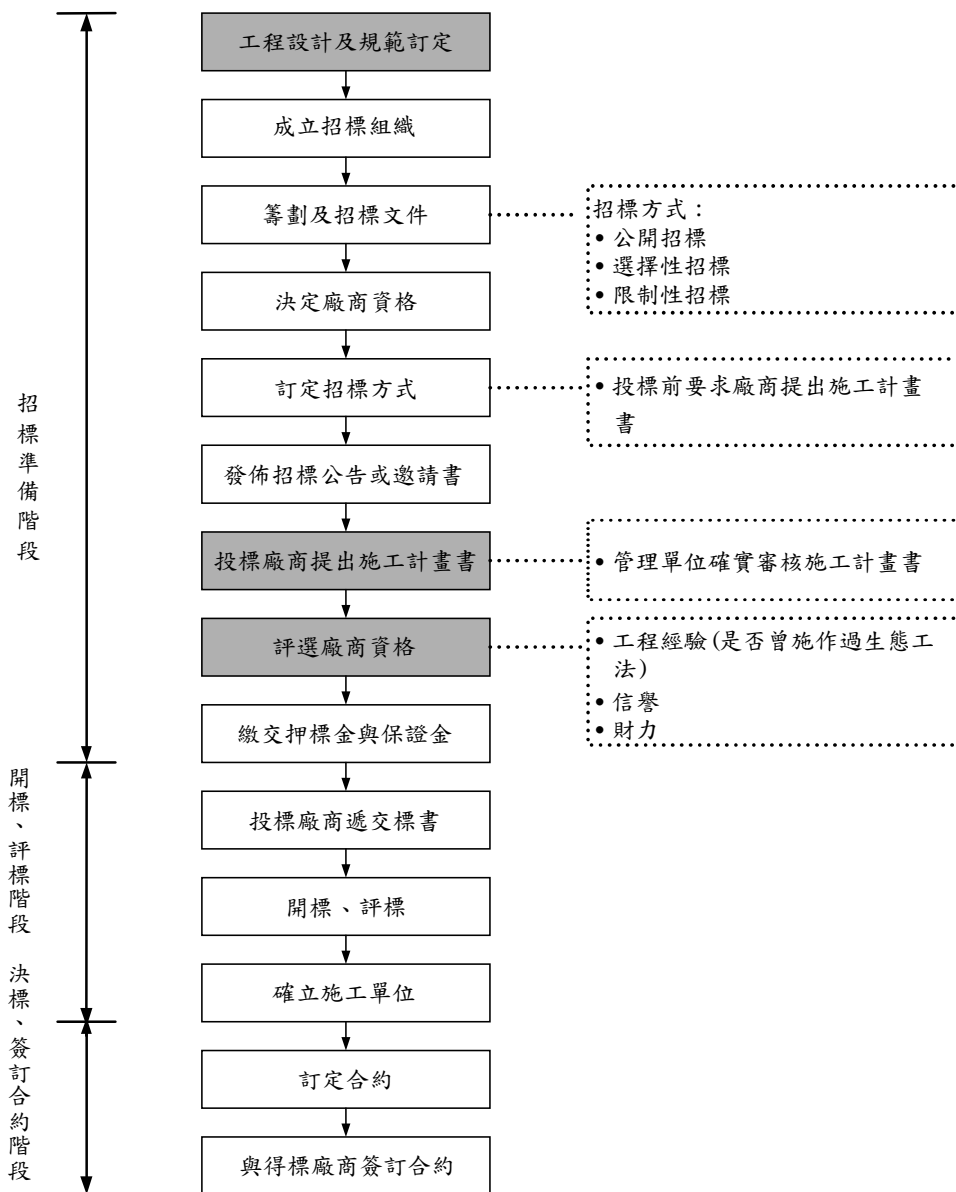 工程設計及規範訂定
成立招標組織
籌劃及招標文件
招標方式：
• 公開招標
• 選擇性招標
• 限制性招標
決定廠商資格
訂定招標方式
• 投標前要求廠商提出施工計畫
書
發佈招標公告或邀請書
投標廠商提出施工計畫書
• 管理單位確實審核施工計畫書
評選廠商資格
• 工程經驗(是否曾施作過生態工
法)
• 信譽
• 財力
繳交押標金與保證金
投標廠商遞交標書
開標、評標
確立施工單位
訂定合約
與得標廠商簽訂合約
招標準備階段
開標、評標階段
決標、簽訂合約階段